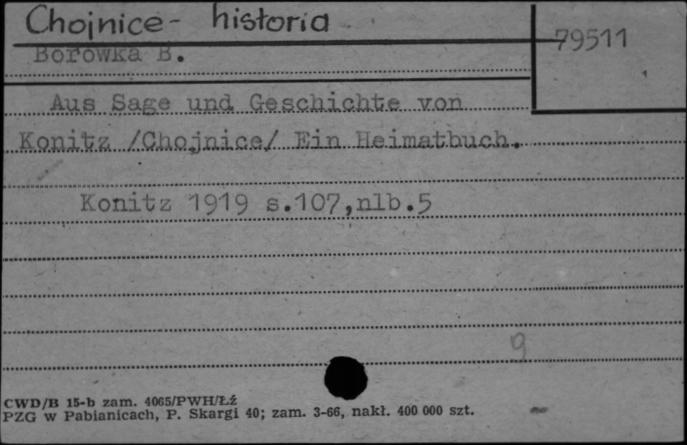 Chojnice - historia
79511
Borowka B.
Aus Sage und Geschichte von
Konitz /Chojnice/ Ein Heimatbuch.
Konitz 1919 s.107,nlb.5
9
CWD/B 15-b zam. 4065/PWH/Łź
PZG w Pabianicach, P. Skargi 40; zam. 3-66, nakł. 400 000 szt.